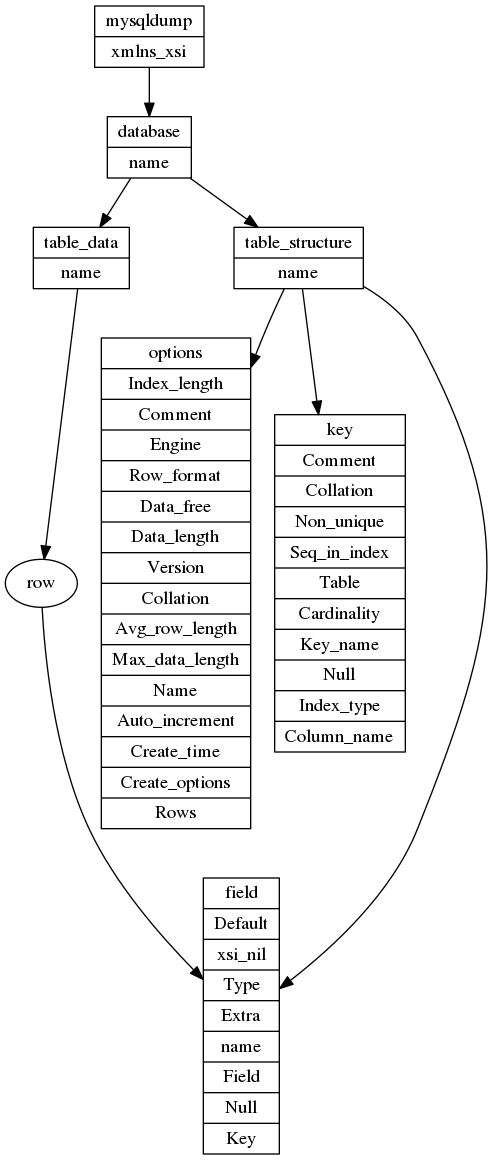 mysqldump
xmlns_xsi
database
name
table_data
name
table_structure
name
options
Index_length
Comment
Engine
Row_format
Data_free
Data_length
Version
Collation
Avg_row_length
Max_data_length
Name
Auto_increment
Create_time
Create_options
Rows
key
Comment
Collation
Non_unique
Seq_in_index
Table
Cardinality
Key_name
Null
Index_type
Column_name
row
field
Default
xsi_nil
Type
Extra
name
Field
Null
Key